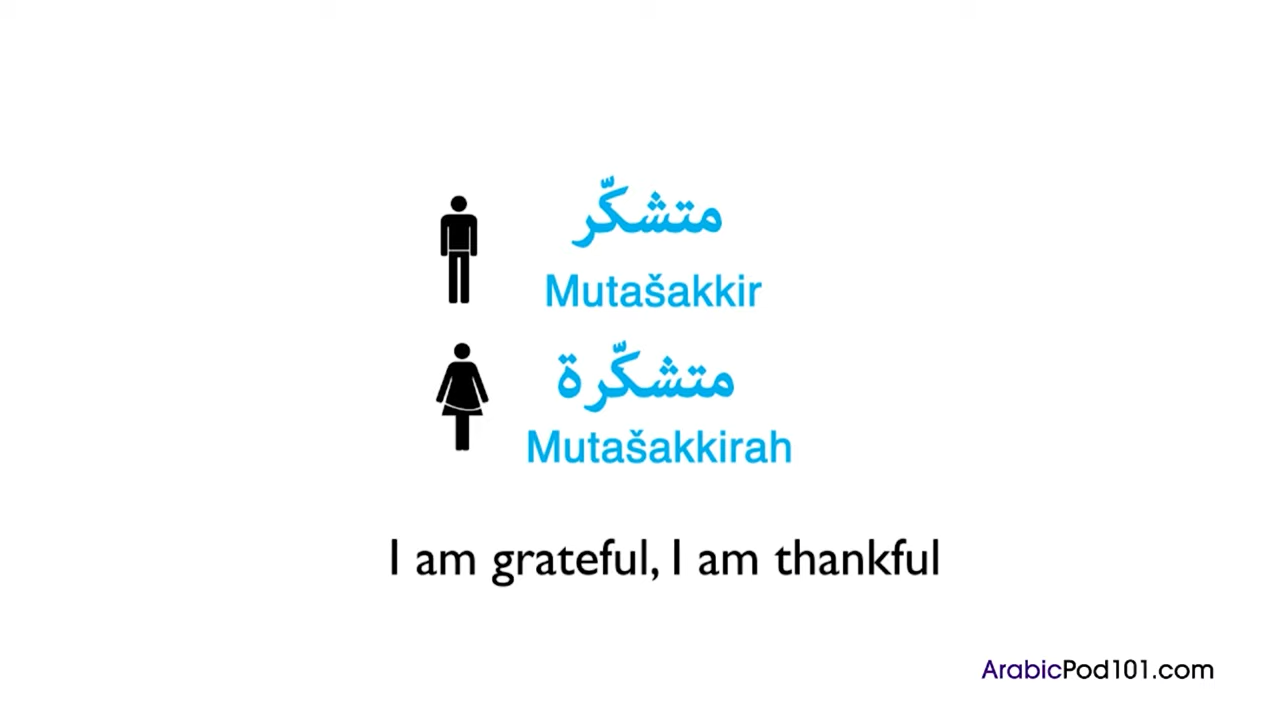 متشكّر
Mutašakkir
متشكّرة
Mutašakkirah
I am grateful, I am thankful
ArabicPod101.com